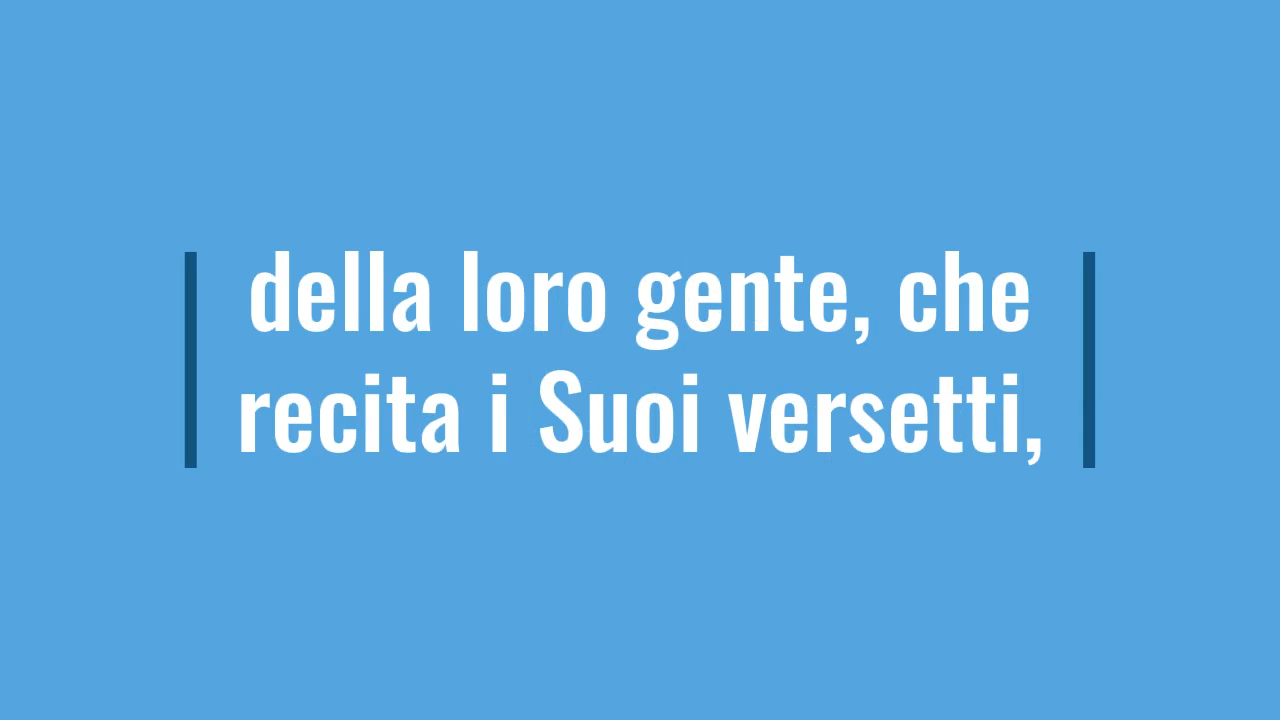 della loro gente, che
recita i Suoi versetti,